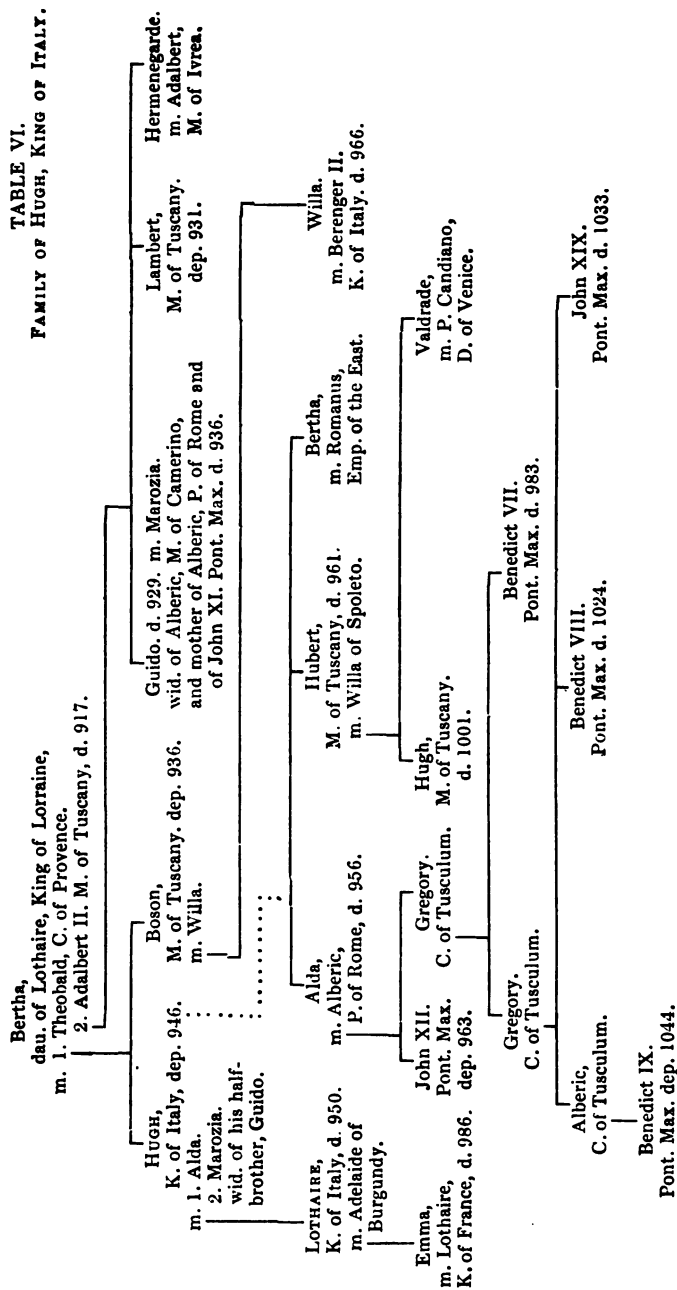 TABLE VI.
FAMILY OF HUGH, KING OF ITALY.
Bertha,
dau. of Lothaire, King of Lorraine,
m. 1. Theobald, C. of Provence.
2. Adalbert II. M. of Tuscany, d. 917.
HUGH,
K. of Italy, dep. 946.
m. 1. Alda.
2. Marozia.
wid. of his half-
brother, Guido.
Boson,
M. of Tuscany. dep. 936.
m. Willa.
Guido. d. 929. m. Marozia.
wid. of Alberic, M. of Camerino,
and mother of Alberic, P. of Rome and
of John XI. Pont. Max. d. 936.
Lambert,
M. of Tuscany.
dep. 931.
Hermenegarde.
m. Adalbert,
M. of Ivrea.
LOTHAIRE,
K. of Italy, d. 950.
m. Adelaide of
Burgundy.
Alda,
m. Alberic,
P. of Rome, d. 956.
Hubert,
M. of Tuscany, d. 961.
m. Willa of Spoleto.
Bertha,
m. Romanus,
Emp. of the East.
Willa.
m. Berenger II.
K. of Italy. d. 966.
Emma,
m. Lothaire,
K. of France, d. 986.
John XII.
Pont. Max.
dep. 963.
Gregory.
C. of Tusculum.
Hugh,
M. of Tuscany.
d. 1001.
Valdrade,
m. P. Candiano,
D. of Venice.
Gregory.
C. of Tusculum.
Benedict VII.
Pont. Max. d. 983.
Alberic,
C. of Tusculum.
Benedict VIII.
Pont. Max. d. 1024.
John XIX.
Pont. Max. d. 1033.
Benedict IX.
Pont. Max. dep. 1044.